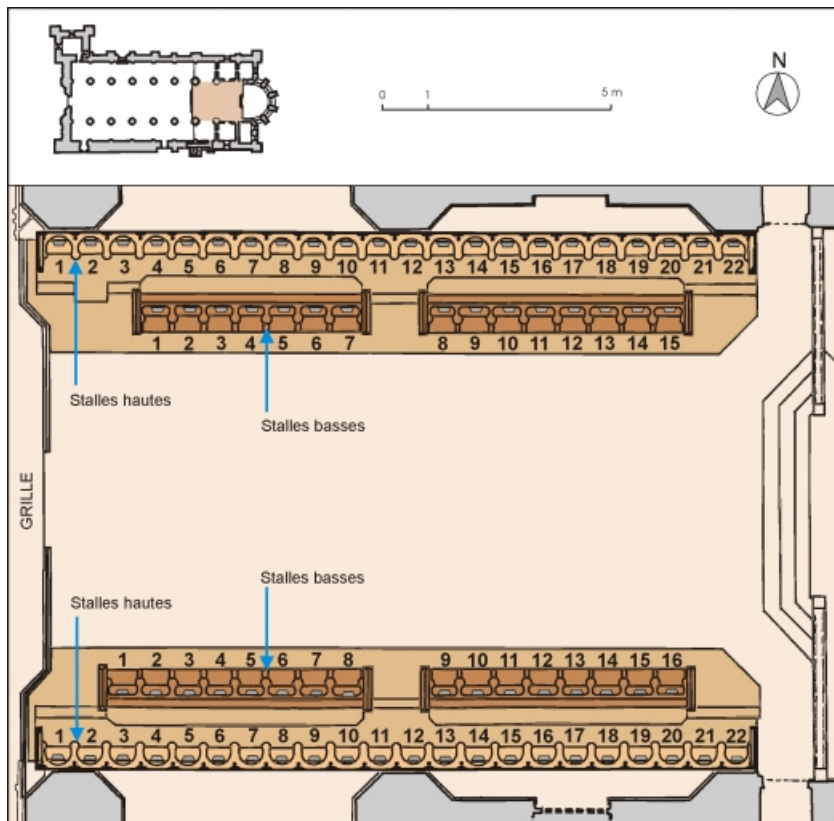 N
0 1 5 m
1 2 3 4 5 6 7 8 9 10 11 12 13 14 15 16 17 18 19 20 21 22
1 2 3 4 5 6 7 8 9 10 11 12 13 14 15
Stalles hautes
Stalles basses
GRILLE
Stalles basses
Stalles hautes
1 2 3 4 5 6 7 8 9 10 11 12 13 14 15 16
1 2 3 4 5 6 7 8 9 10 11 12 13 14 15 16 17 18 19 20 21 22